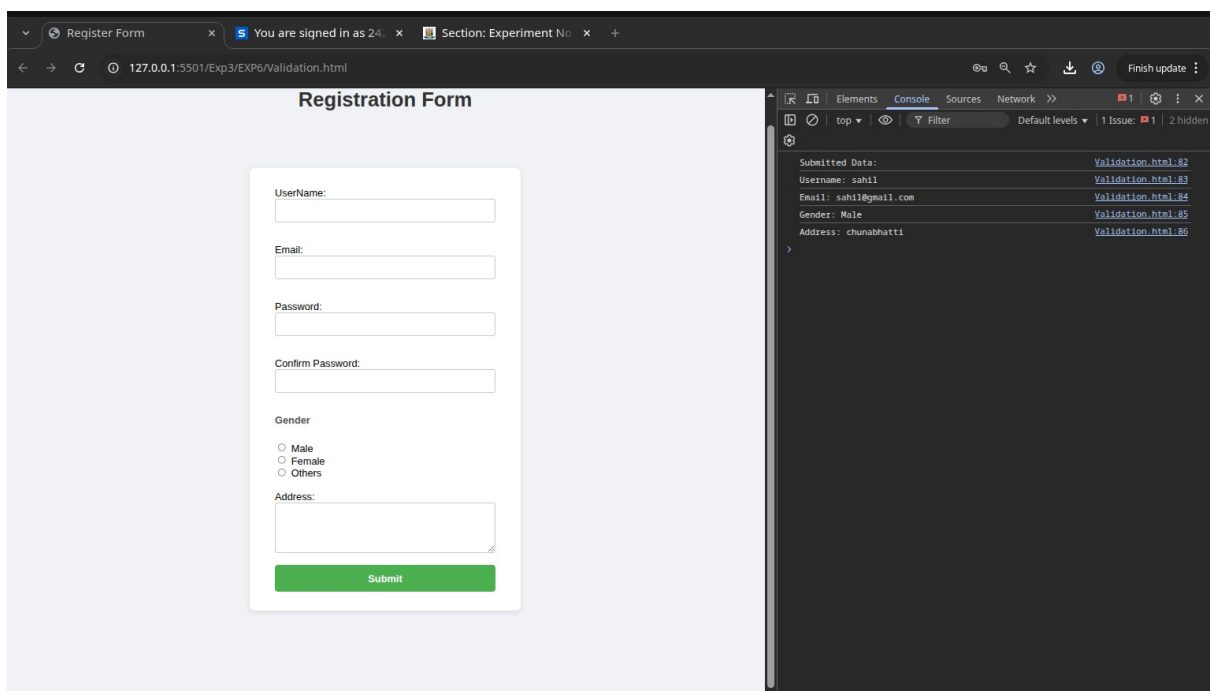 Register Form
You are signed in as 24
Section: Experiment No
127.0.0.1:5501/Exp3/EXP6/Validation.html
Finish update
Registration Form
UserName:
Email:
Password:
Confirm Password:
Gender
Male
Female
Others
Address:
Submit
Elements Console Sources Network
1
top Filter Default levels 1 Issue: 1 2 hidden
Submitted Data: Validation.html:82
Username: sahil Validation.html:83
Email: sahil@gmail.com Validation.html:84
Gender: Male Validation.html:85
Address: chunabhatti Validation.html:86